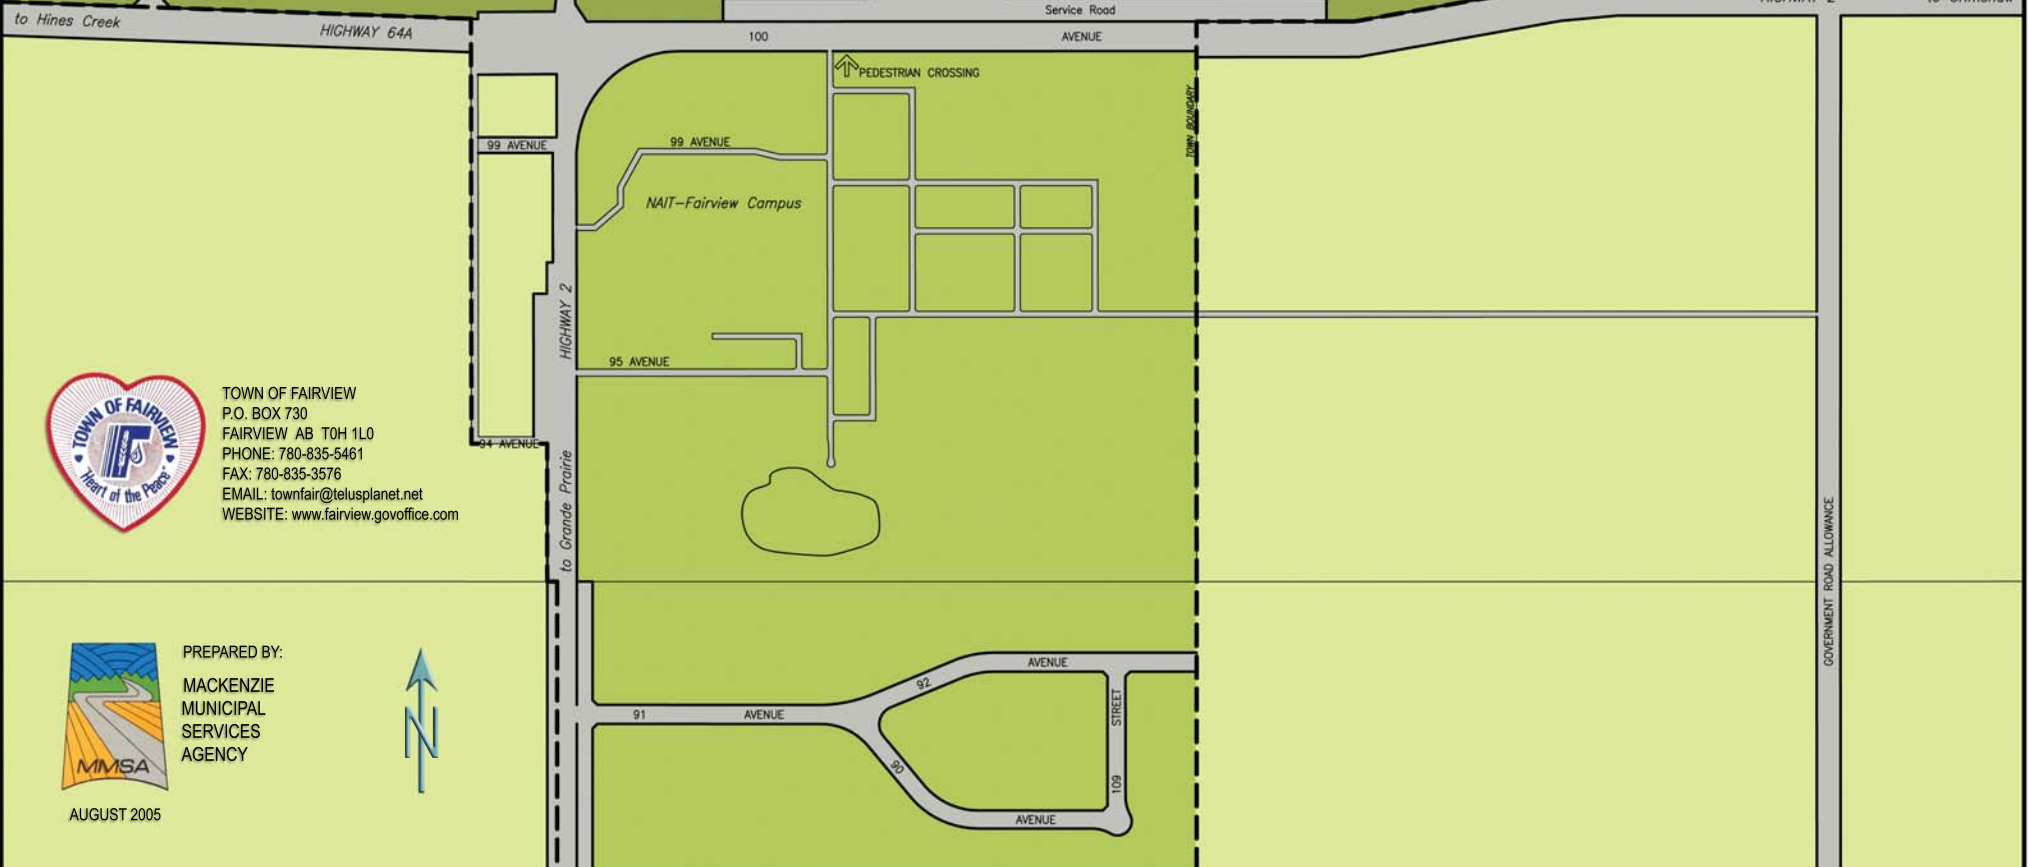 to Hines Creek
HIGHWAY 64A
Service Road
100 AVENUE
PEDESTRIAN CROSSING
TOWN BOUNDARY
99 AVENUE
99 AVENUE
NAIT-Fairview Campus
HIGHWAY 2
95 AVENUE
94 AVENUE
to Grande Prairie
TOWN OF FAIRVIEW
"Heart of the Peace"
TOWN OF FAIRVIEW
P.O. BOX 730
FAIRVIEW AB T0H 1L0
PHONE: 780-835-5461
FAX: 780-835-3576
EMAIL: townfair@telusplanet.net
WEBSITE: www.fairview.govoffice.com
GOVERNMENT ROAD ALLOWANCE
MMSA
PREPARED BY:
MACKENZIE
MUNICIPAL
SERVICES
AGENCY
AUGUST 2005
N
92 AVENUE
91 AVENUE
109 STREET
90 AVENUE